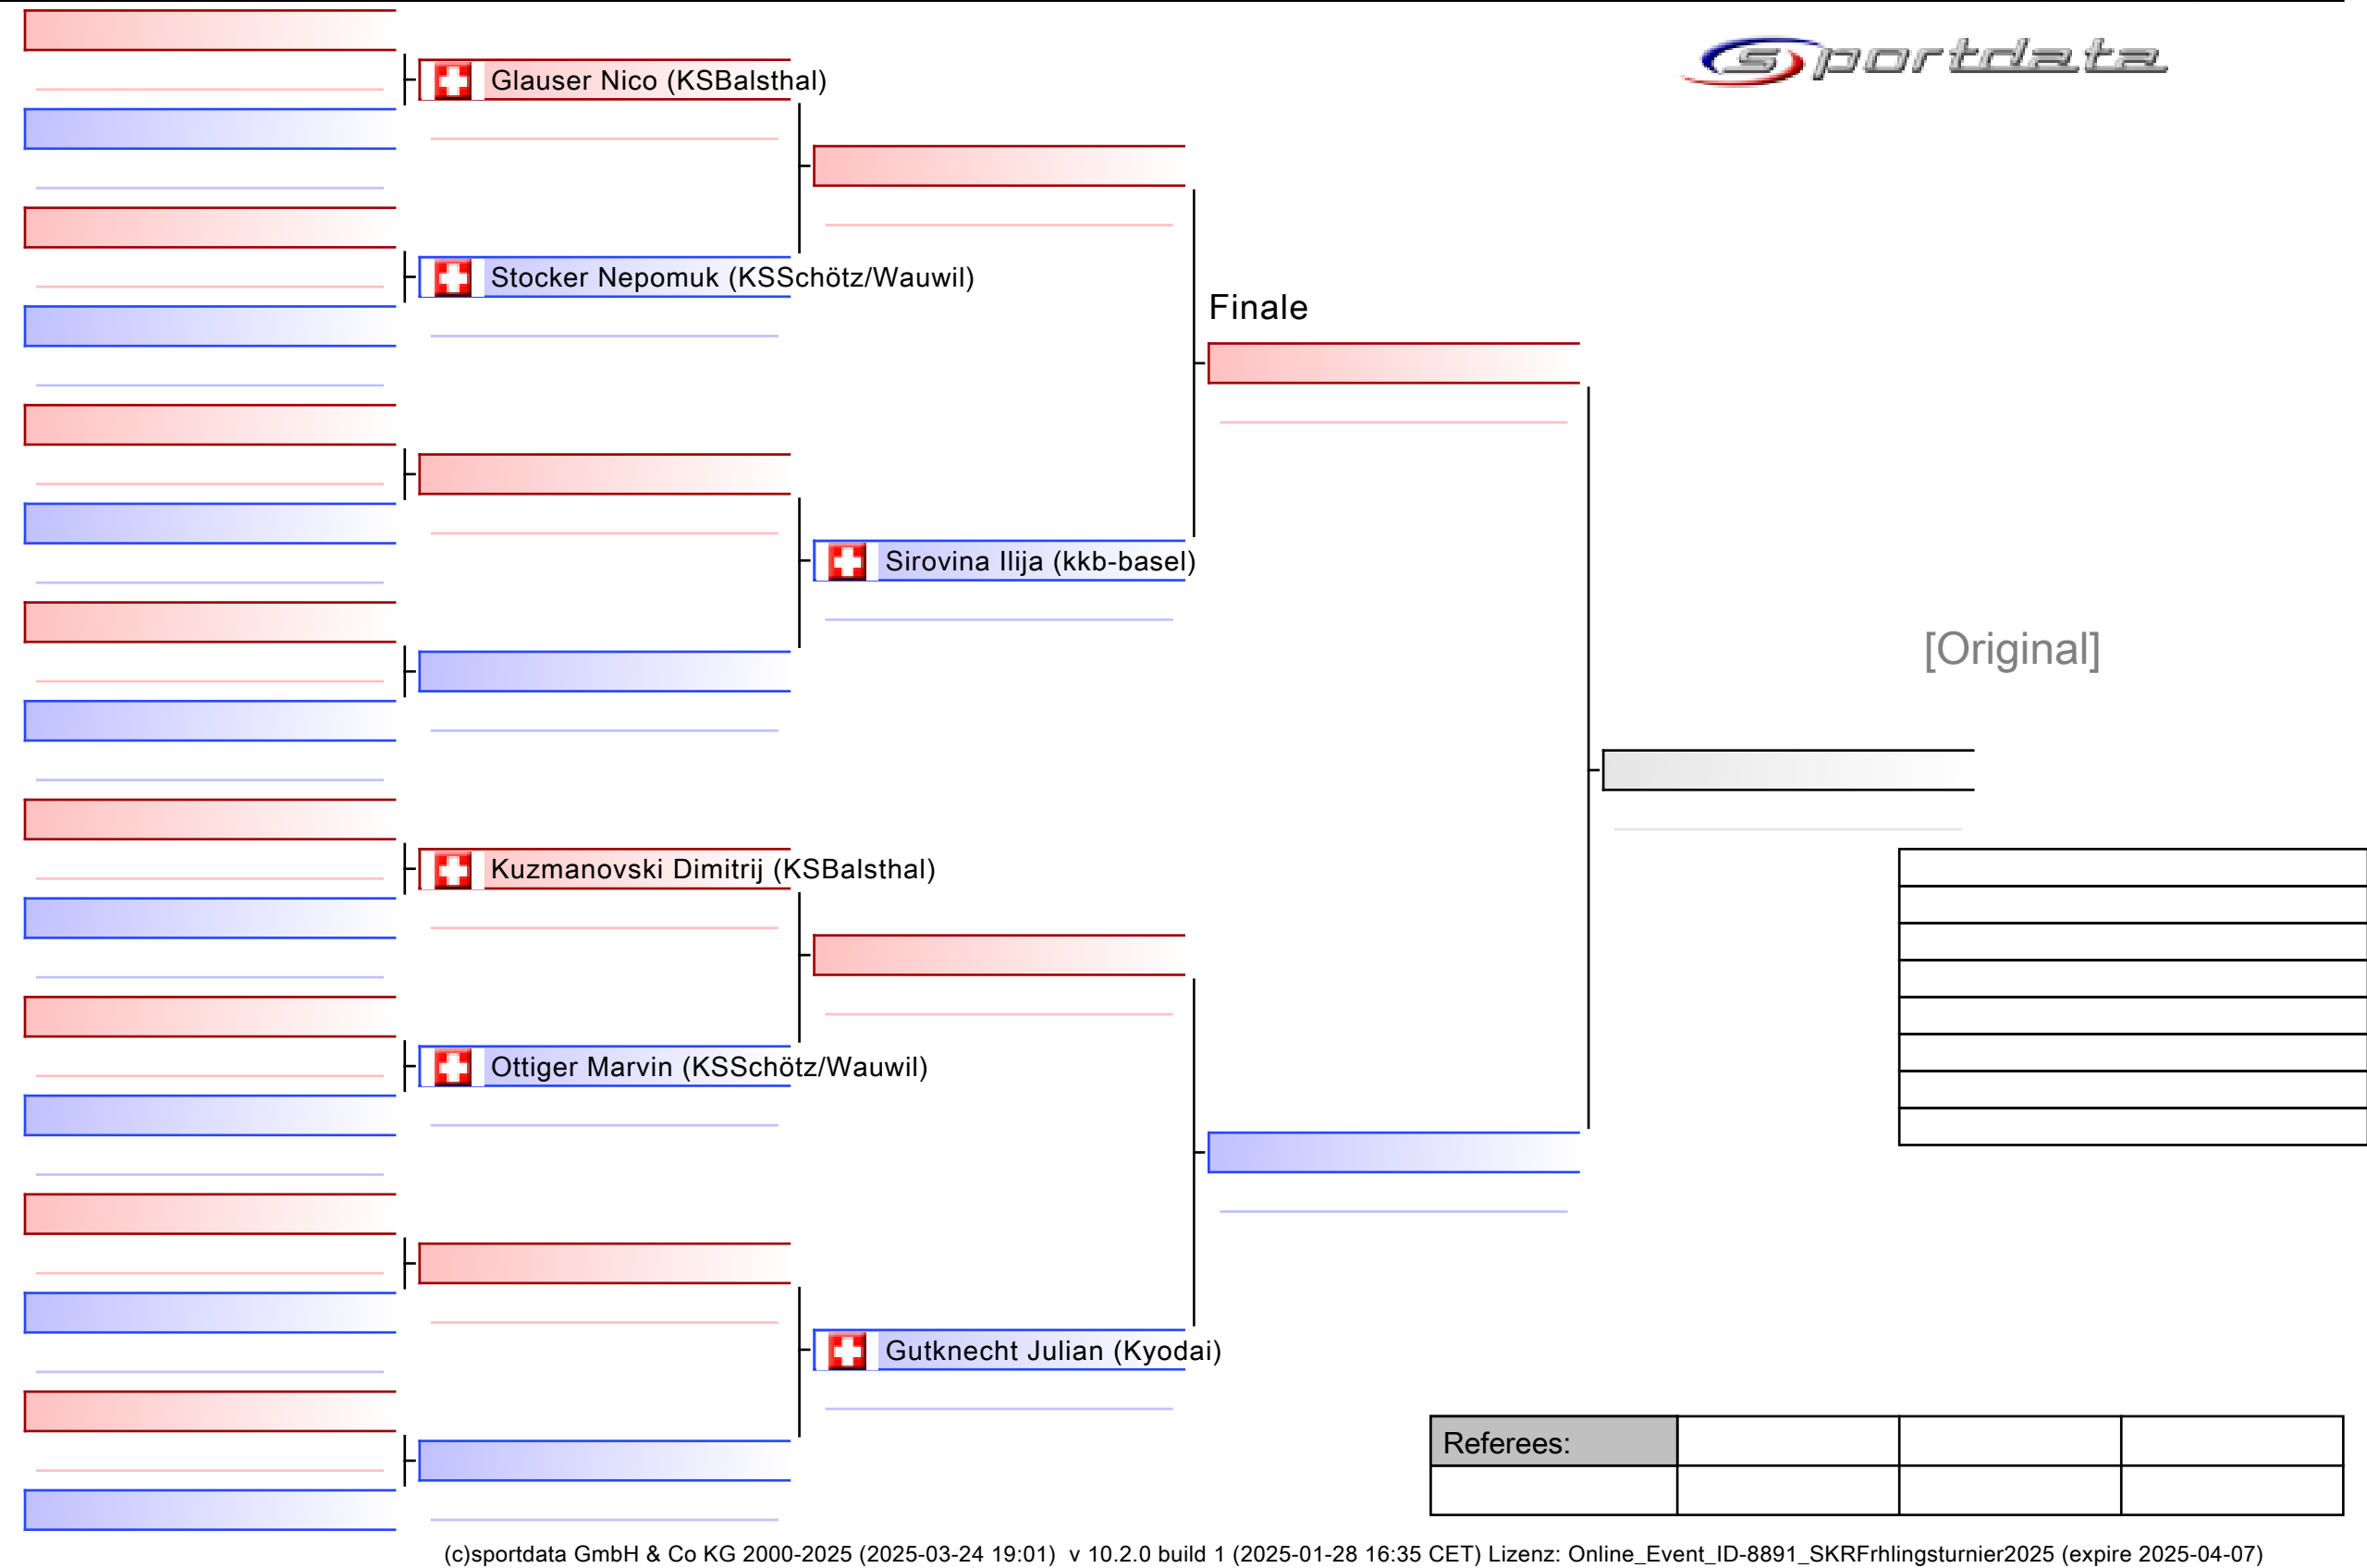 sportdata
Glauser Nico (KSBalsthal)
Stocker Nepomuk (KSSchötz/Wauwil)
Finale
Sirovina Ilija (kkb-basel)
[Original]
Kuzmanovski Dimitrij (KSBalsthal)
Ottiger Marvin (KSSchötz/Wauwil)
Gutknecht Julian (Kyodai)
Referees:
(c)sportdata GmbH & Co KG 2000-2025 (2025-03-24 19:01) v 10.2.0 build 1 (2025-01-28 16:35 CET) Lizenz: Online_Event_ID-8891_SKRFrhlingsturnier2025 (expire 2025-04-07)